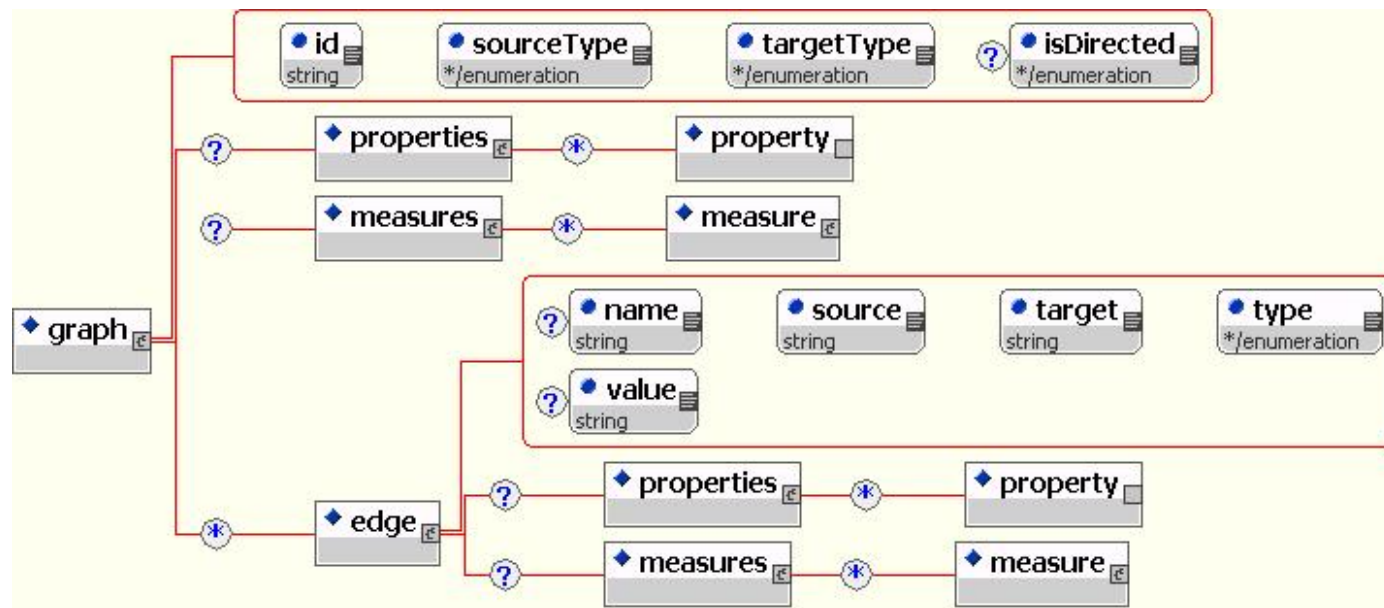 id sourceType targetType ? isDirected
string */enumeration */enumeration */enumeration
? properties * property
? measures * measure
graph
? name source target type
string string string */enumeration
? value
string
? properties * property
* edge
? measures * measure